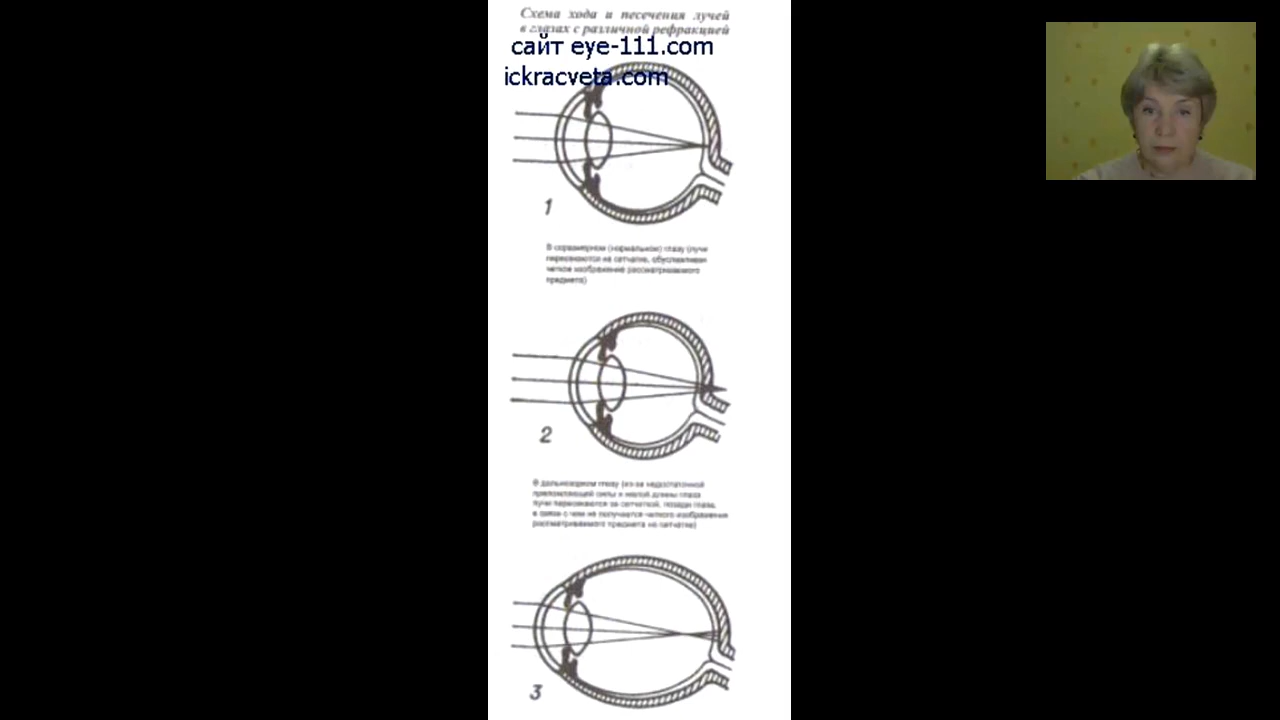 Схема хода и песечения лучей
в глазах с различной рефракцией
сайт eye-111.com
ickracveta.com
1
В соразмерном (нормальном) глазу (лучи
пересекаются на сетчатке, обуславливая
четкое изображение рассматриваемого
предмета)
2
В дальнозорком глазу (из-за недостаточной
преломляющей силы и малой длины глаза
лучи пересекаются за сетчаткой, позади глаза,
в связи с чем не получается четкого изображения
рассматриваемого предмета на сетчатке)
3